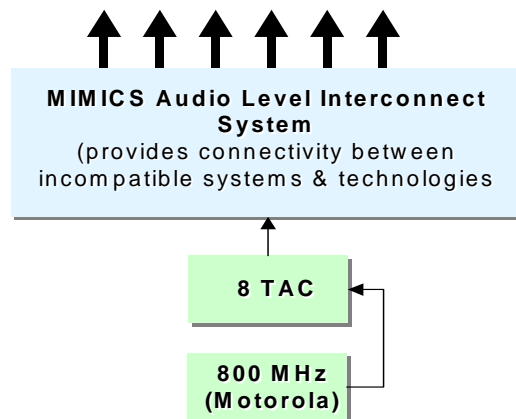 MIMICS Audio Level Interconnect
System
(provides connectivity between
incompatible systems & technologies
8 TAC
800 MHz
(Motorola)